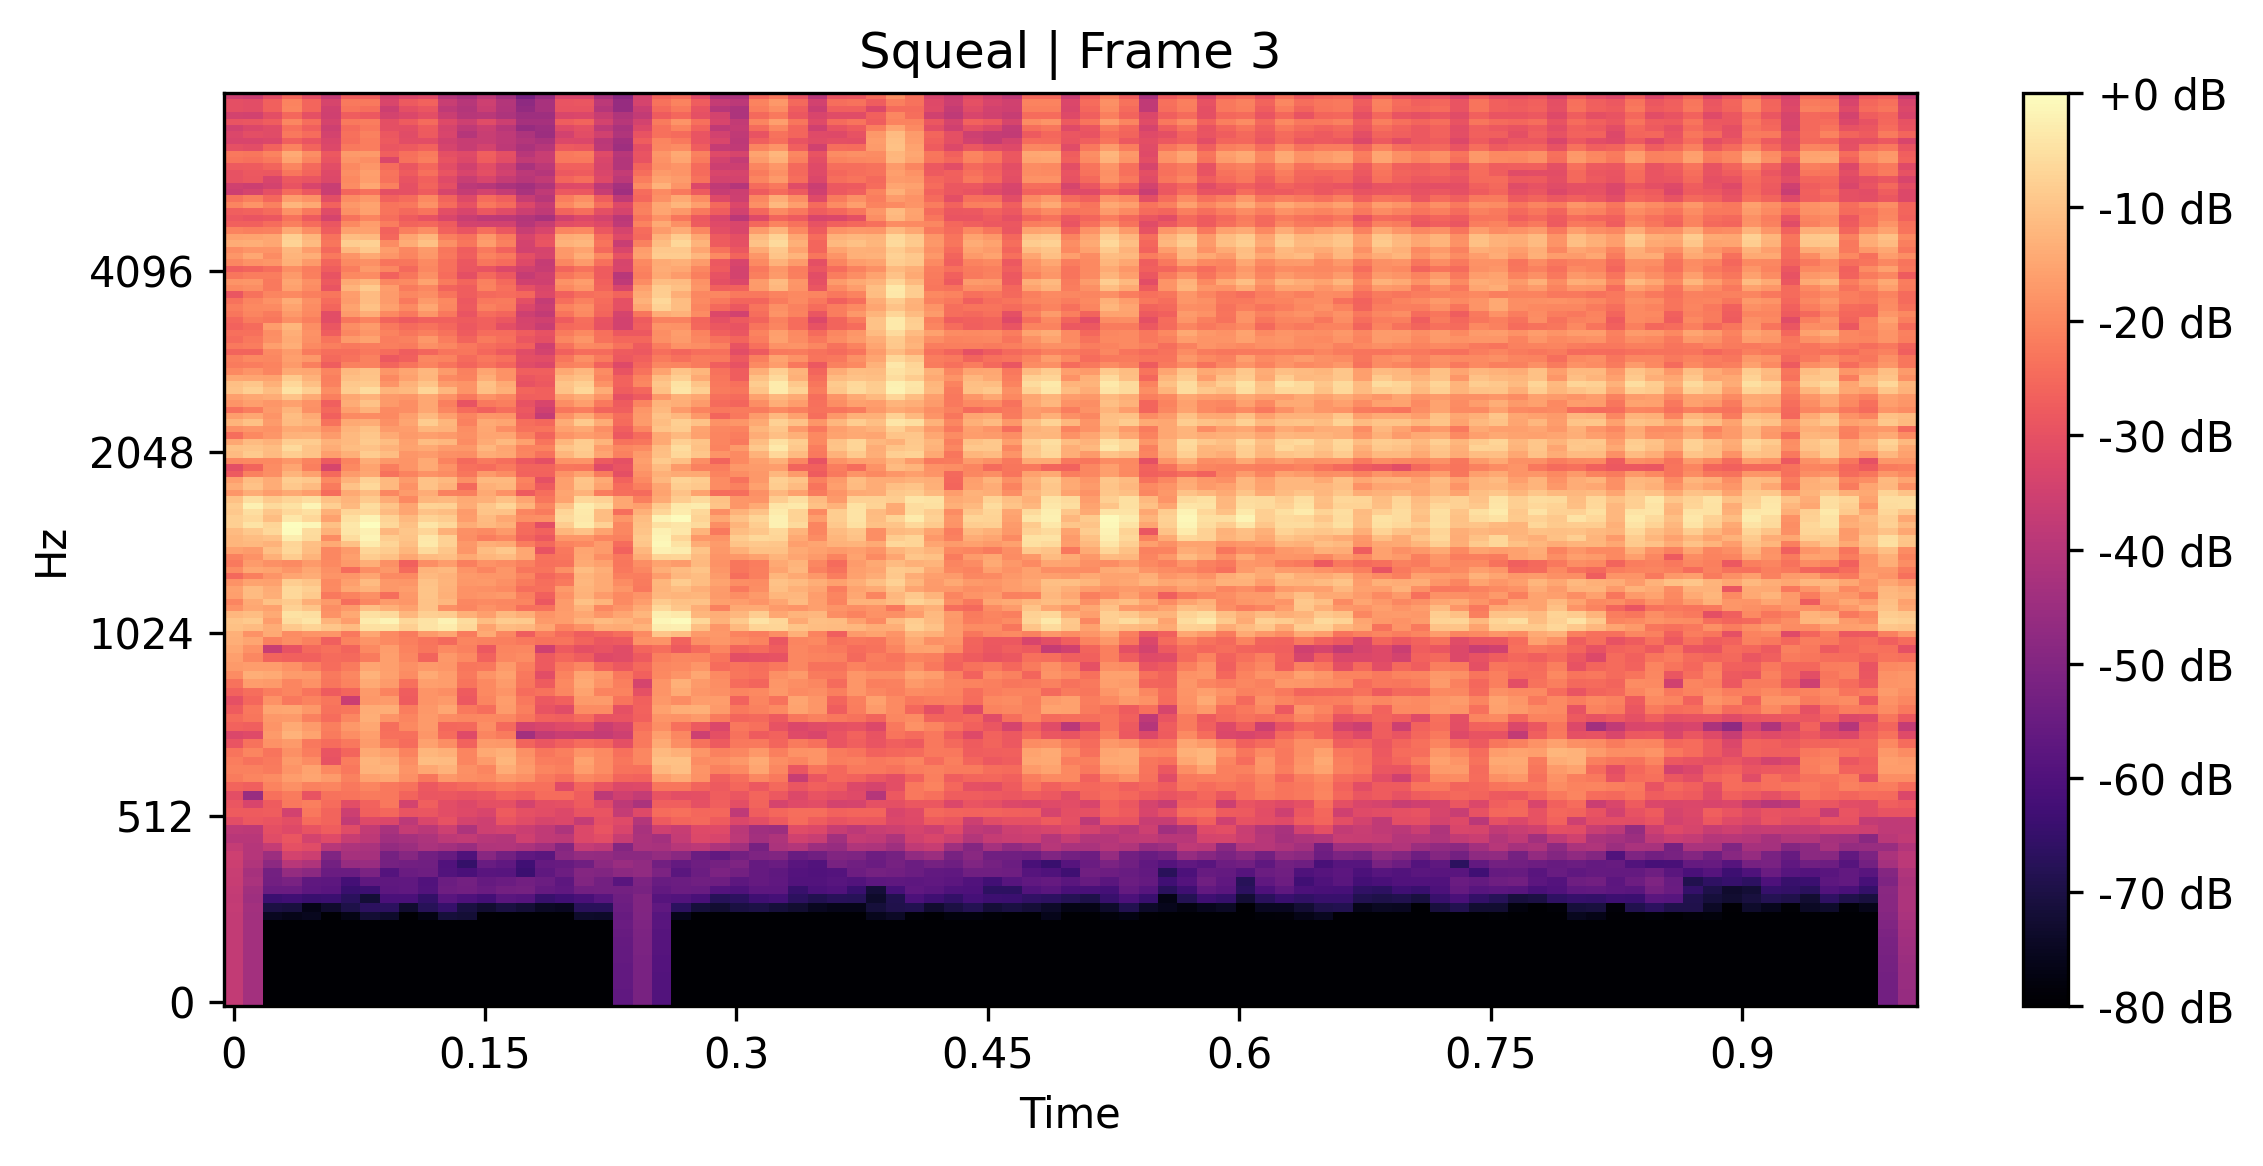 Squeal | Frame 3
Hz
4096
2048
1024
512
0
0 0.15 0.3 0.45 0.6 0.75 0.9
Time
+0 dB
-10 dB
-20 dB
-30 dB
-40 dB
-50 dB
-60 dB
-70 dB
-80 dB